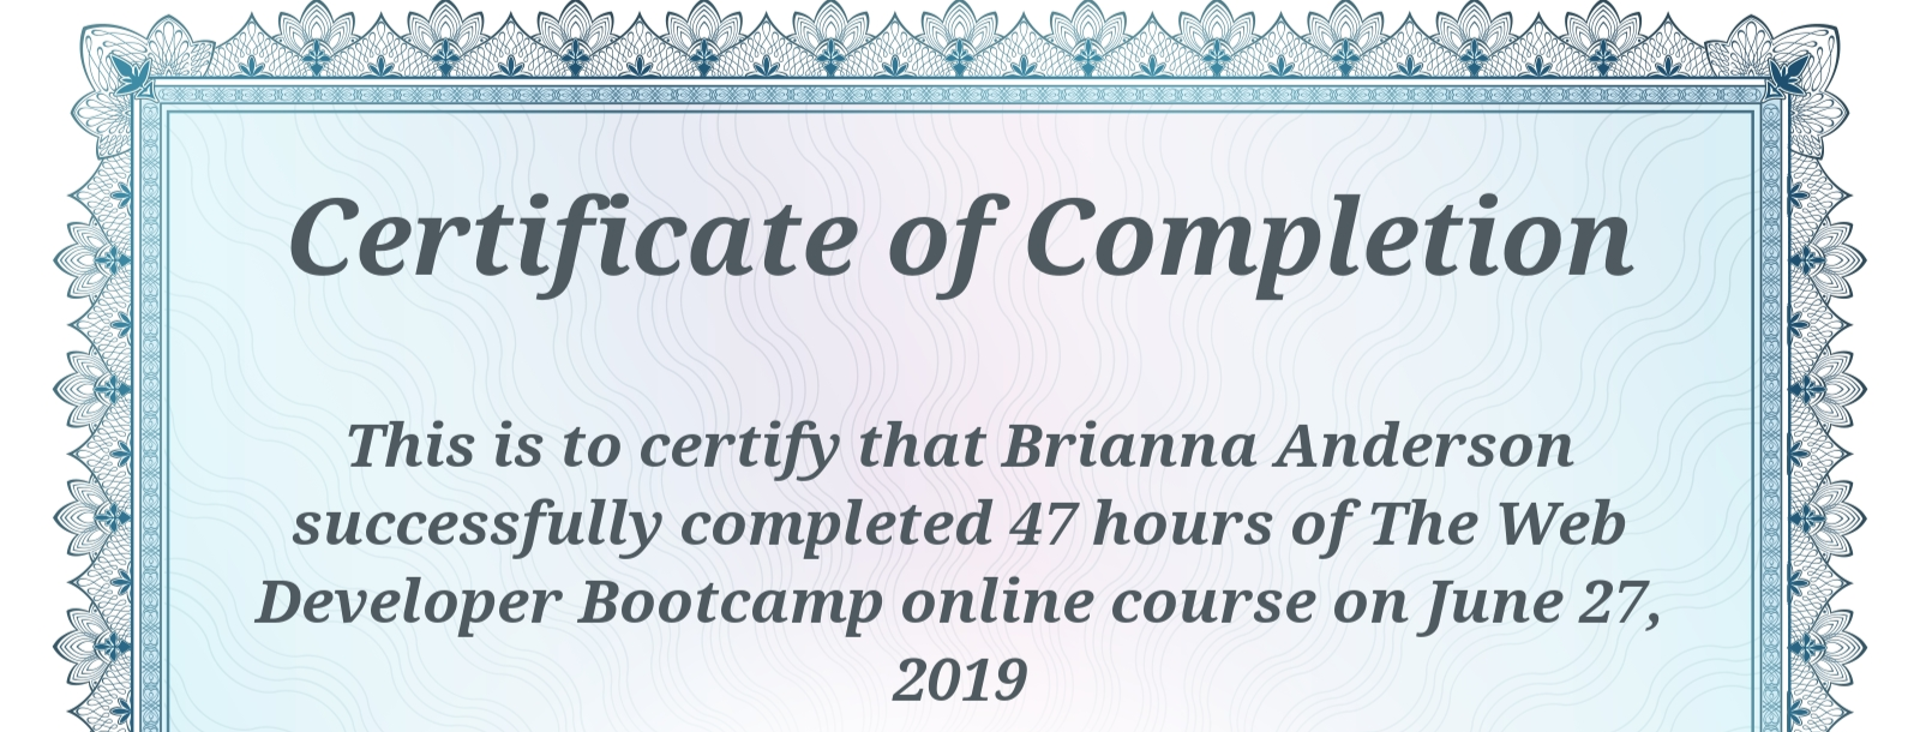 Certificate of Completion
This is to certify that Brianna Anderson
successfully completed 47 hours of The Web
Developer Bootcamp online course on June 27,
2019